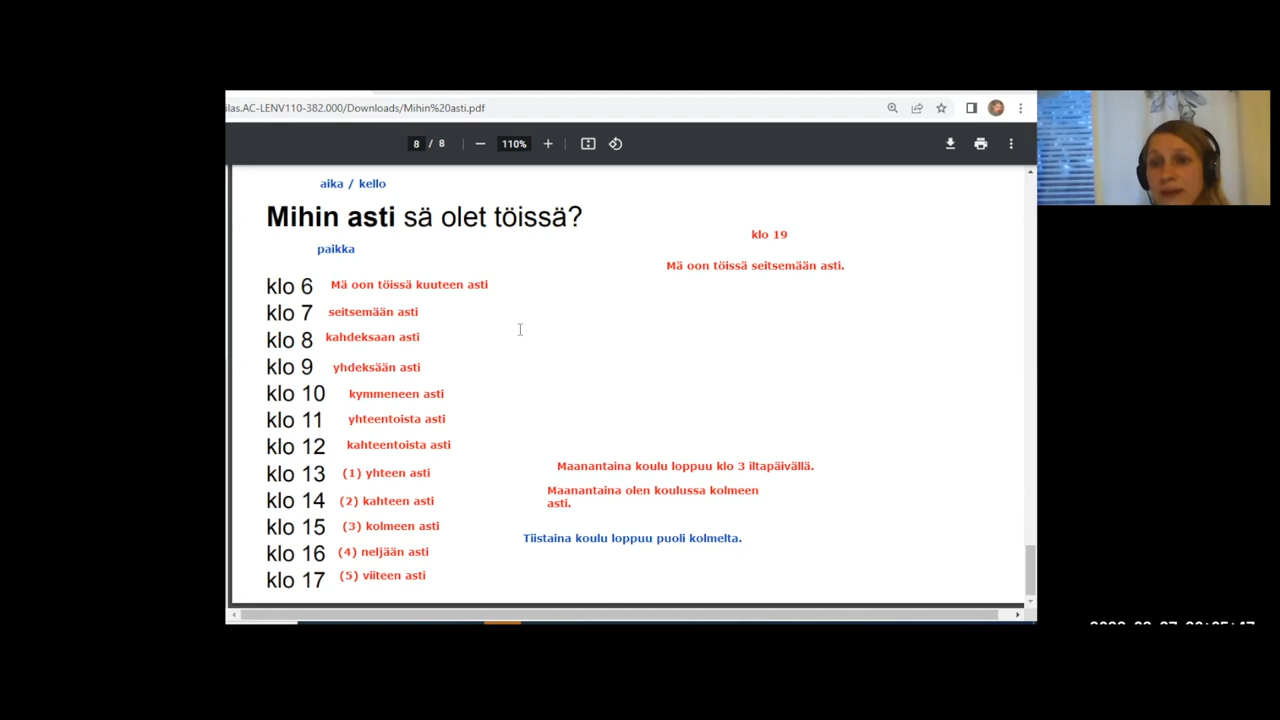 ilas.AC-LENV110-382.000/Downloads/Mihin%20asti.pdf
8 / 8 110%
aika / kello
Mihin asti sä olet töissä?
paikka
klo 19
Mä oon töissä seitsemään asti.
klo 6 Mä oon töissä kuuteen asti
klo 7 seitsemään asti
klo 8 kahdeksaan asti
klo 9 yhdeksään asti
klo 10 kymmeneen asti
klo 11 yhteentoista asti
klo 12 kahteentoista asti
klo 13 (1) yhteen asti
klo 14 (2) kahteen asti
klo 15 (3) kolmeen asti
klo 16 (4) neljään asti
klo 17 (5) viiteen asti
Maanantaina koulu loppuu klo 3 iltapäivällä.
Maanantaina olen koulussa kolmeen
asti.
Tiistaina koulu loppuu puoli kolmelta.